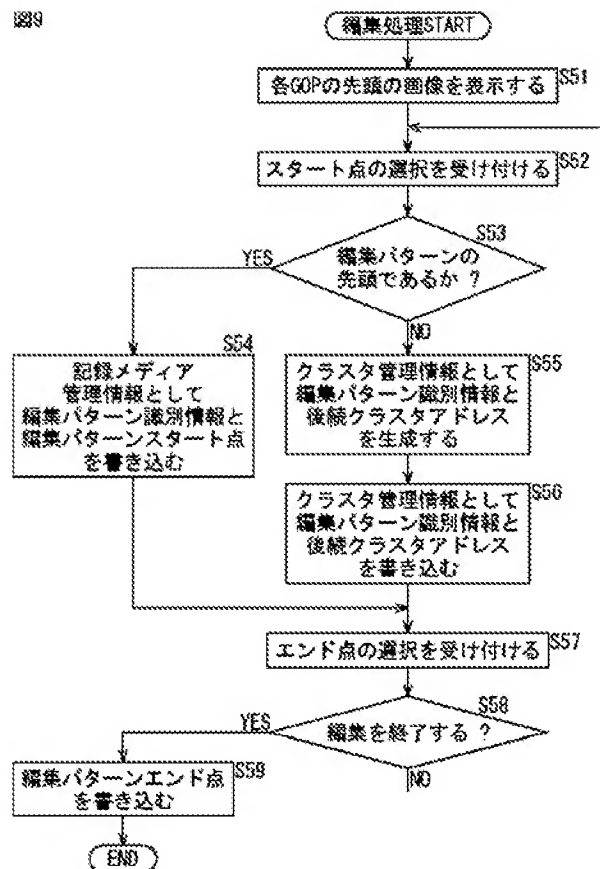 図9
編集処理START
各GOPの先頭の画像を表示する
S51
スタート点の選択を受け付ける
S52
編集パターンの
先頭であるか ?
S53
YES
NO
記録メディア
管理情報として
編集パターン識別情報と
編集パターンスタート点
を書き込む
S54
クラスタ管理情報として
編集パターン識別情報と
後続クラスタアドレス
を生成する
S55
クラスタ管理情報として
編集パターン識別情報と
後続クラスタアドレス
を書き込む
S56
エンド点の選択を受け付ける
S57
編集を終了する ?
S58
YES
NO
編集パターンエンド点
を書き込む
S59
END